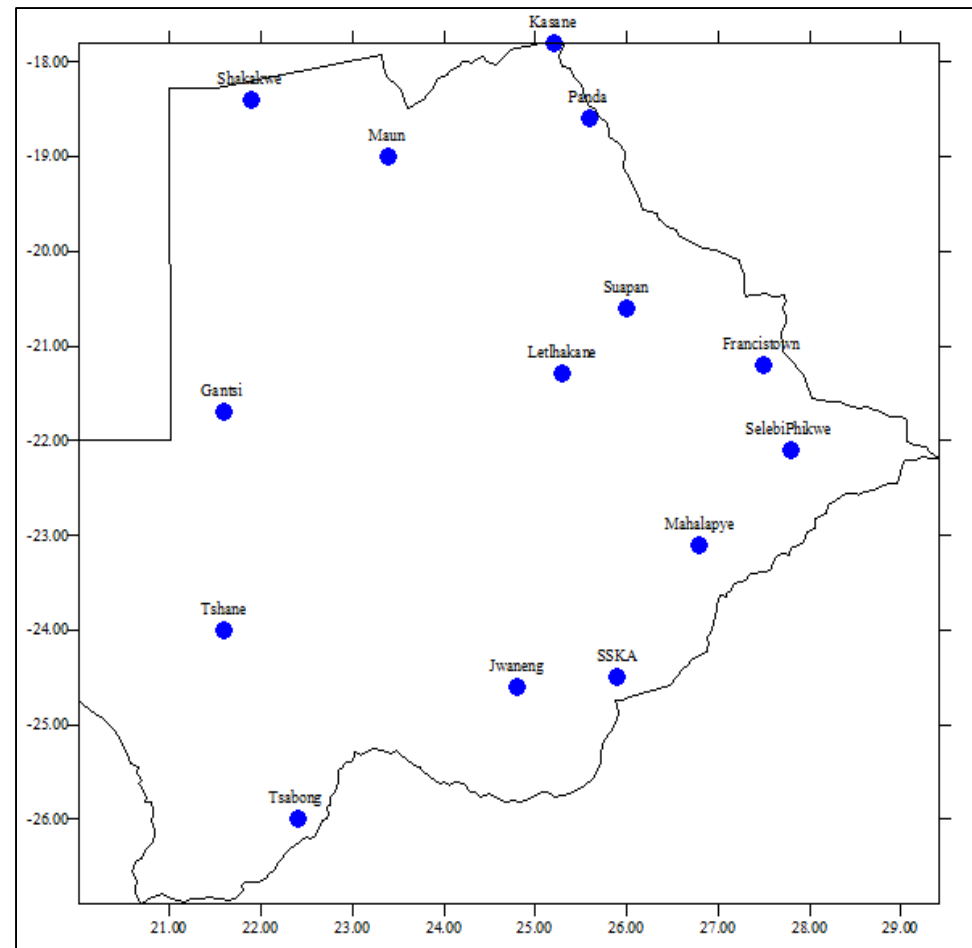 Kasane
-18.00
Shakakwe
Panda
Maun
-19.00
-20.00
Suapan
-21.00
Letlhakane
Francistown
Gantsi
-22.00
SelebiPhikwe
-23.00
Mahalapye
Tshane
-24.00
Jwaneng
SSKA
-25.00
Tsabong
-26.00
21.00 22.00 23.00 24.00 25.00 26.00 27.00 28.00 29.00